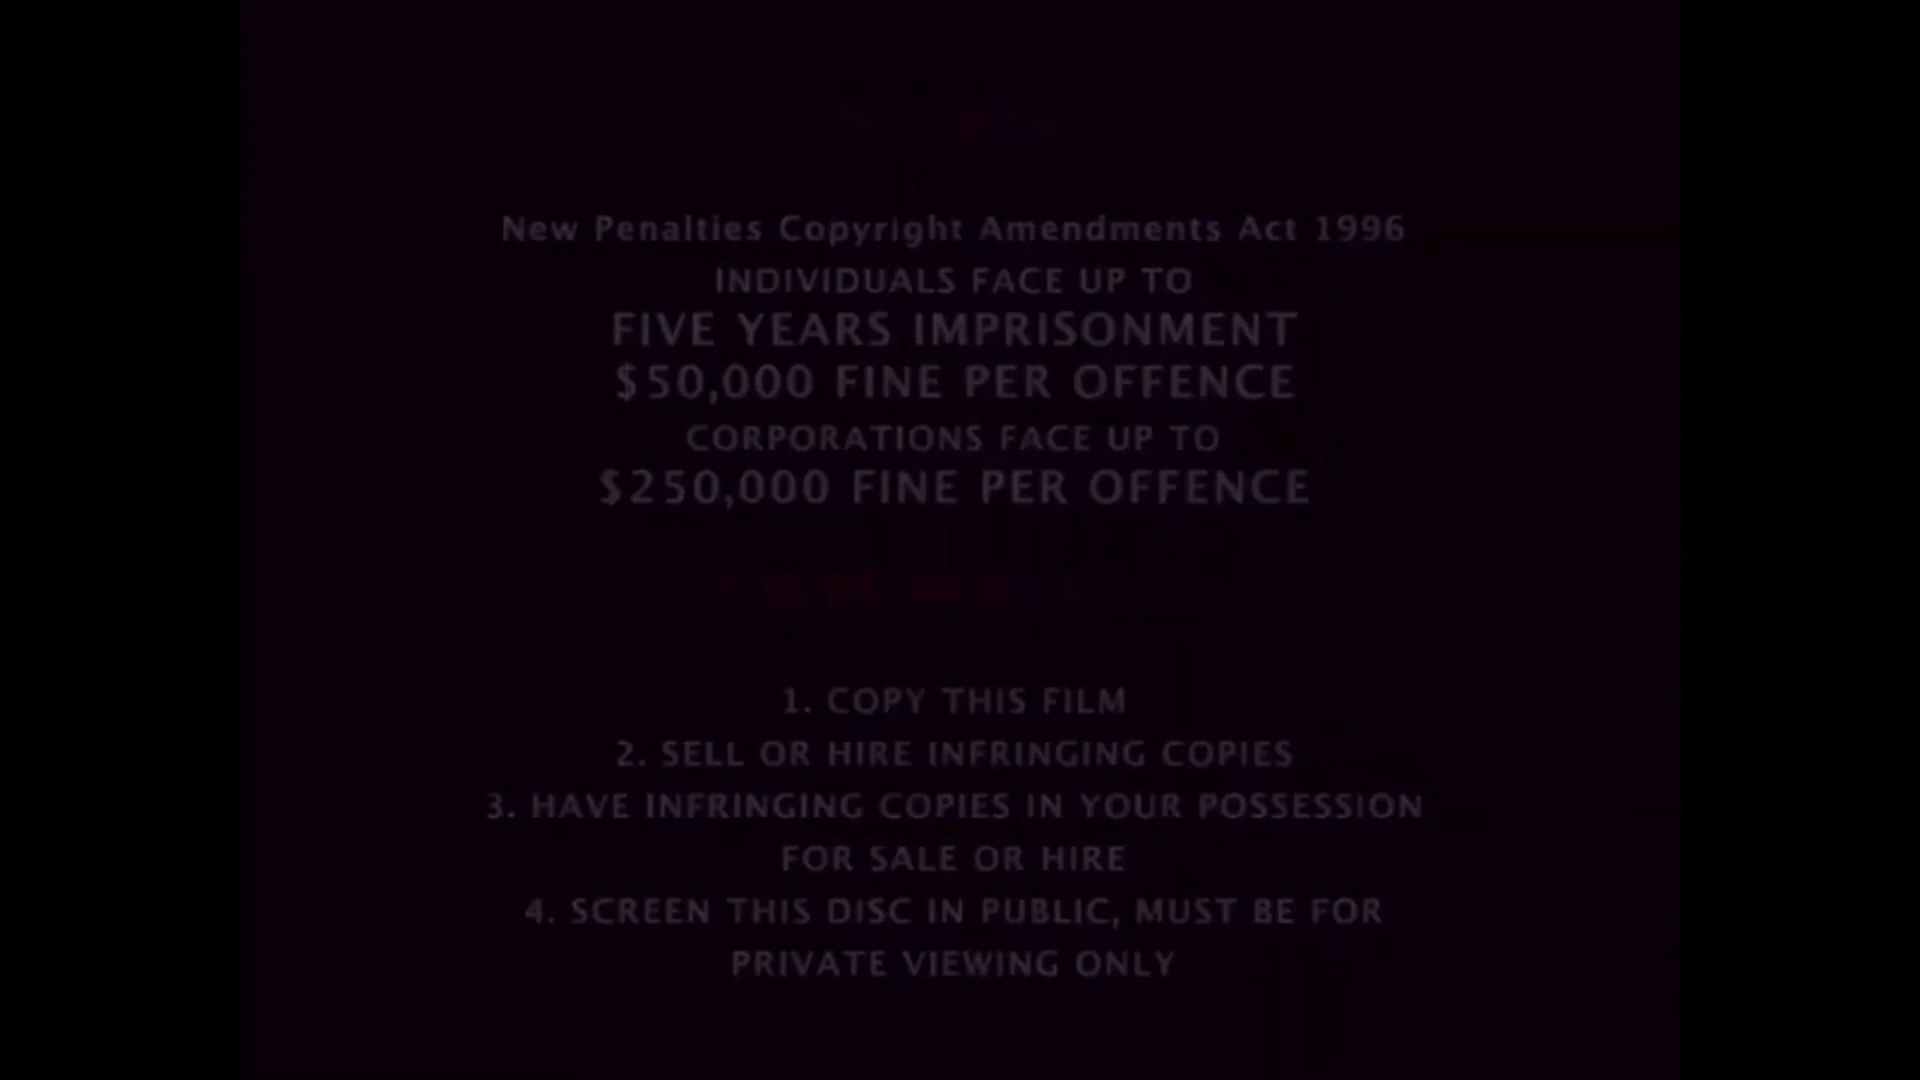 New Penalties Copyright Amendments Act 1996
INDIVIDUALS FACE UP TO
FIVE YEARS IMPRISONMENT
$50,000 FINE PER OFFENCE
CORPORATIONS FACE UP TO
$250,000 FINE PER OFFENCE
1. COPY THIS FILM
2. SELL OR HIRE INFRINGING COPIES
3. HAVE INFRINGING COPIES IN YOUR POSSESSION
FOR SALE OR HIRE
4. SCREEN THIS DISC IN PUBLIC, MUST BE FOR
PRIVATE VIEWING ONLY